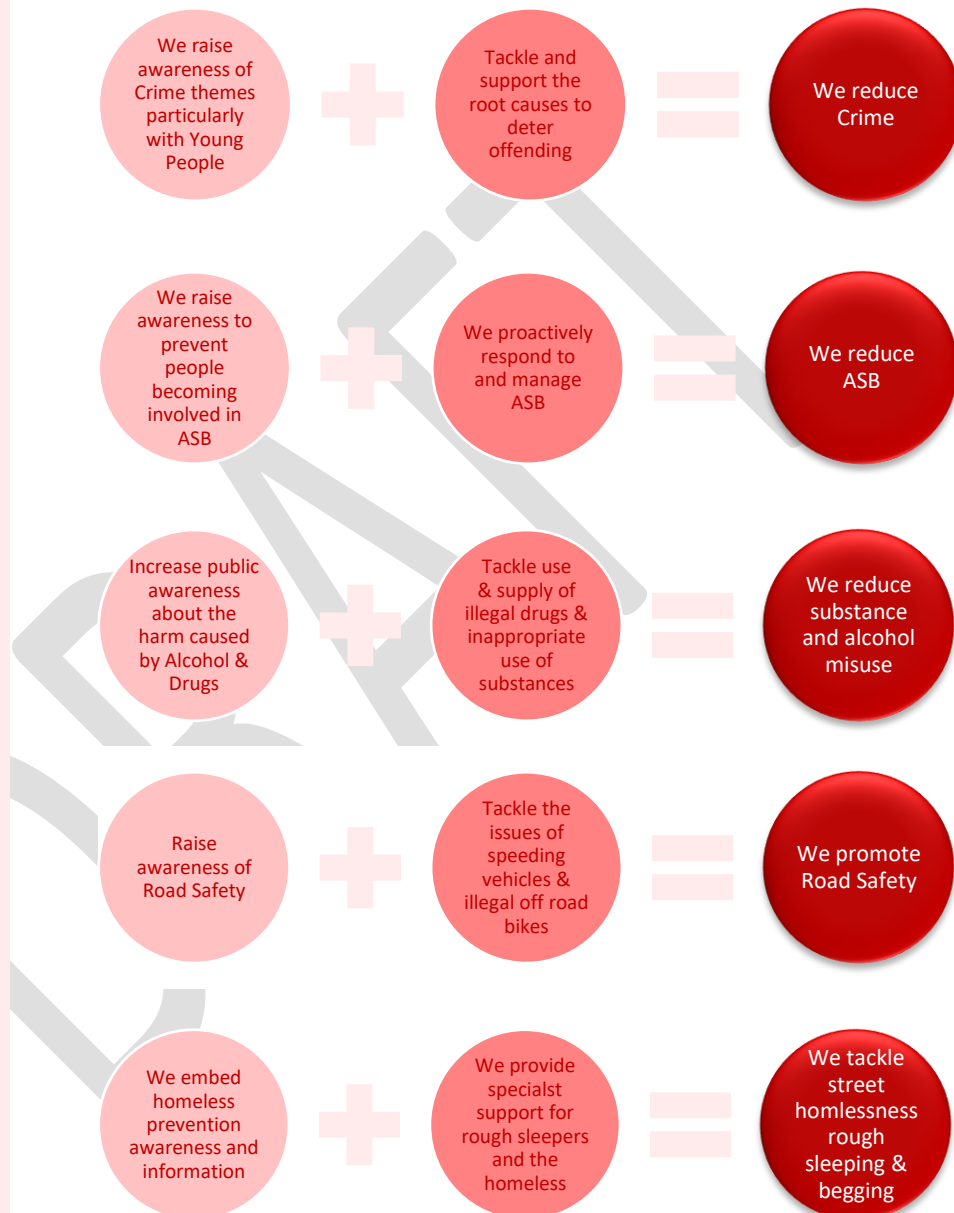 We raise
awareness of
Crime themes
particularly
with Young
People
Tackle and
support the
root causes to
deter
offending
We reduce
Crime
We raise
awareness to
prevent
people
becoming
involved in
ASB
We proactively
respond to
and manage
ASB
We reduce
ASB
Increase public
awareness
about the
harm caused
by Alcohol &
Drugs
Tackle use
& supply of
illegal drugs &
inappropriate
use of
substances
We reduce
substance
and alcohol
misuse
Raise
awareness of
Road Safety
Tackle the
issues of
speeding
vehicles &
illegal off road
bikes
We promote
Road Safety
We embed
homeless
prevention
awareness and
information
We provide
specialst
support for
rough sleepers
and the
homeless
We tackle
street
homlessness
rough
sleeping &
begging